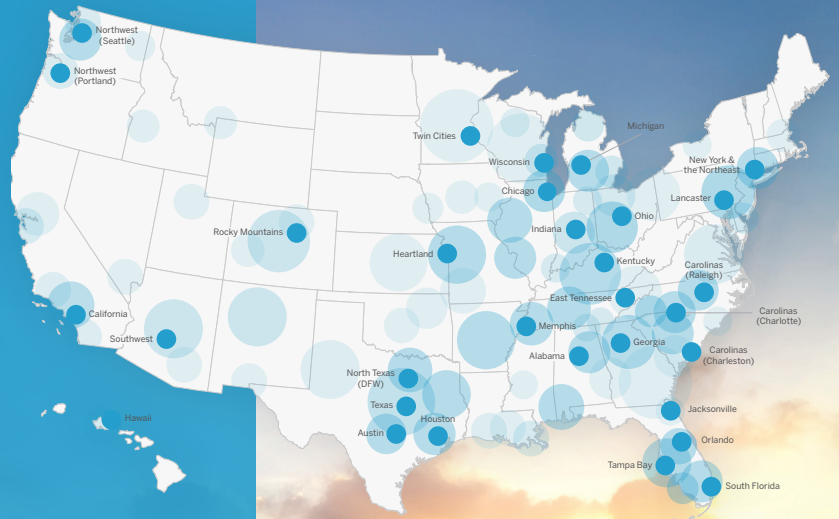 Northwest
(Seattle)
Northwest
(Portland)
Michigan
Twin Cities
Wisconsin
New York &
the Northeast
Chicago
Lancaster
Ohio
Rocky Mountains
Indiana
Heartland
Kentucky
Carolinas
(Raleigh)
East Tennessee
California
Carolinas
(Charlotte)
Memphis
Southwest
Georgia
Alabama
Carolinas
(Charleston)
North Texas
(DFW)
Texas
Jacksonville
Hawaii
Houston
Austin
Orlando
Tampa Bay
South Florida